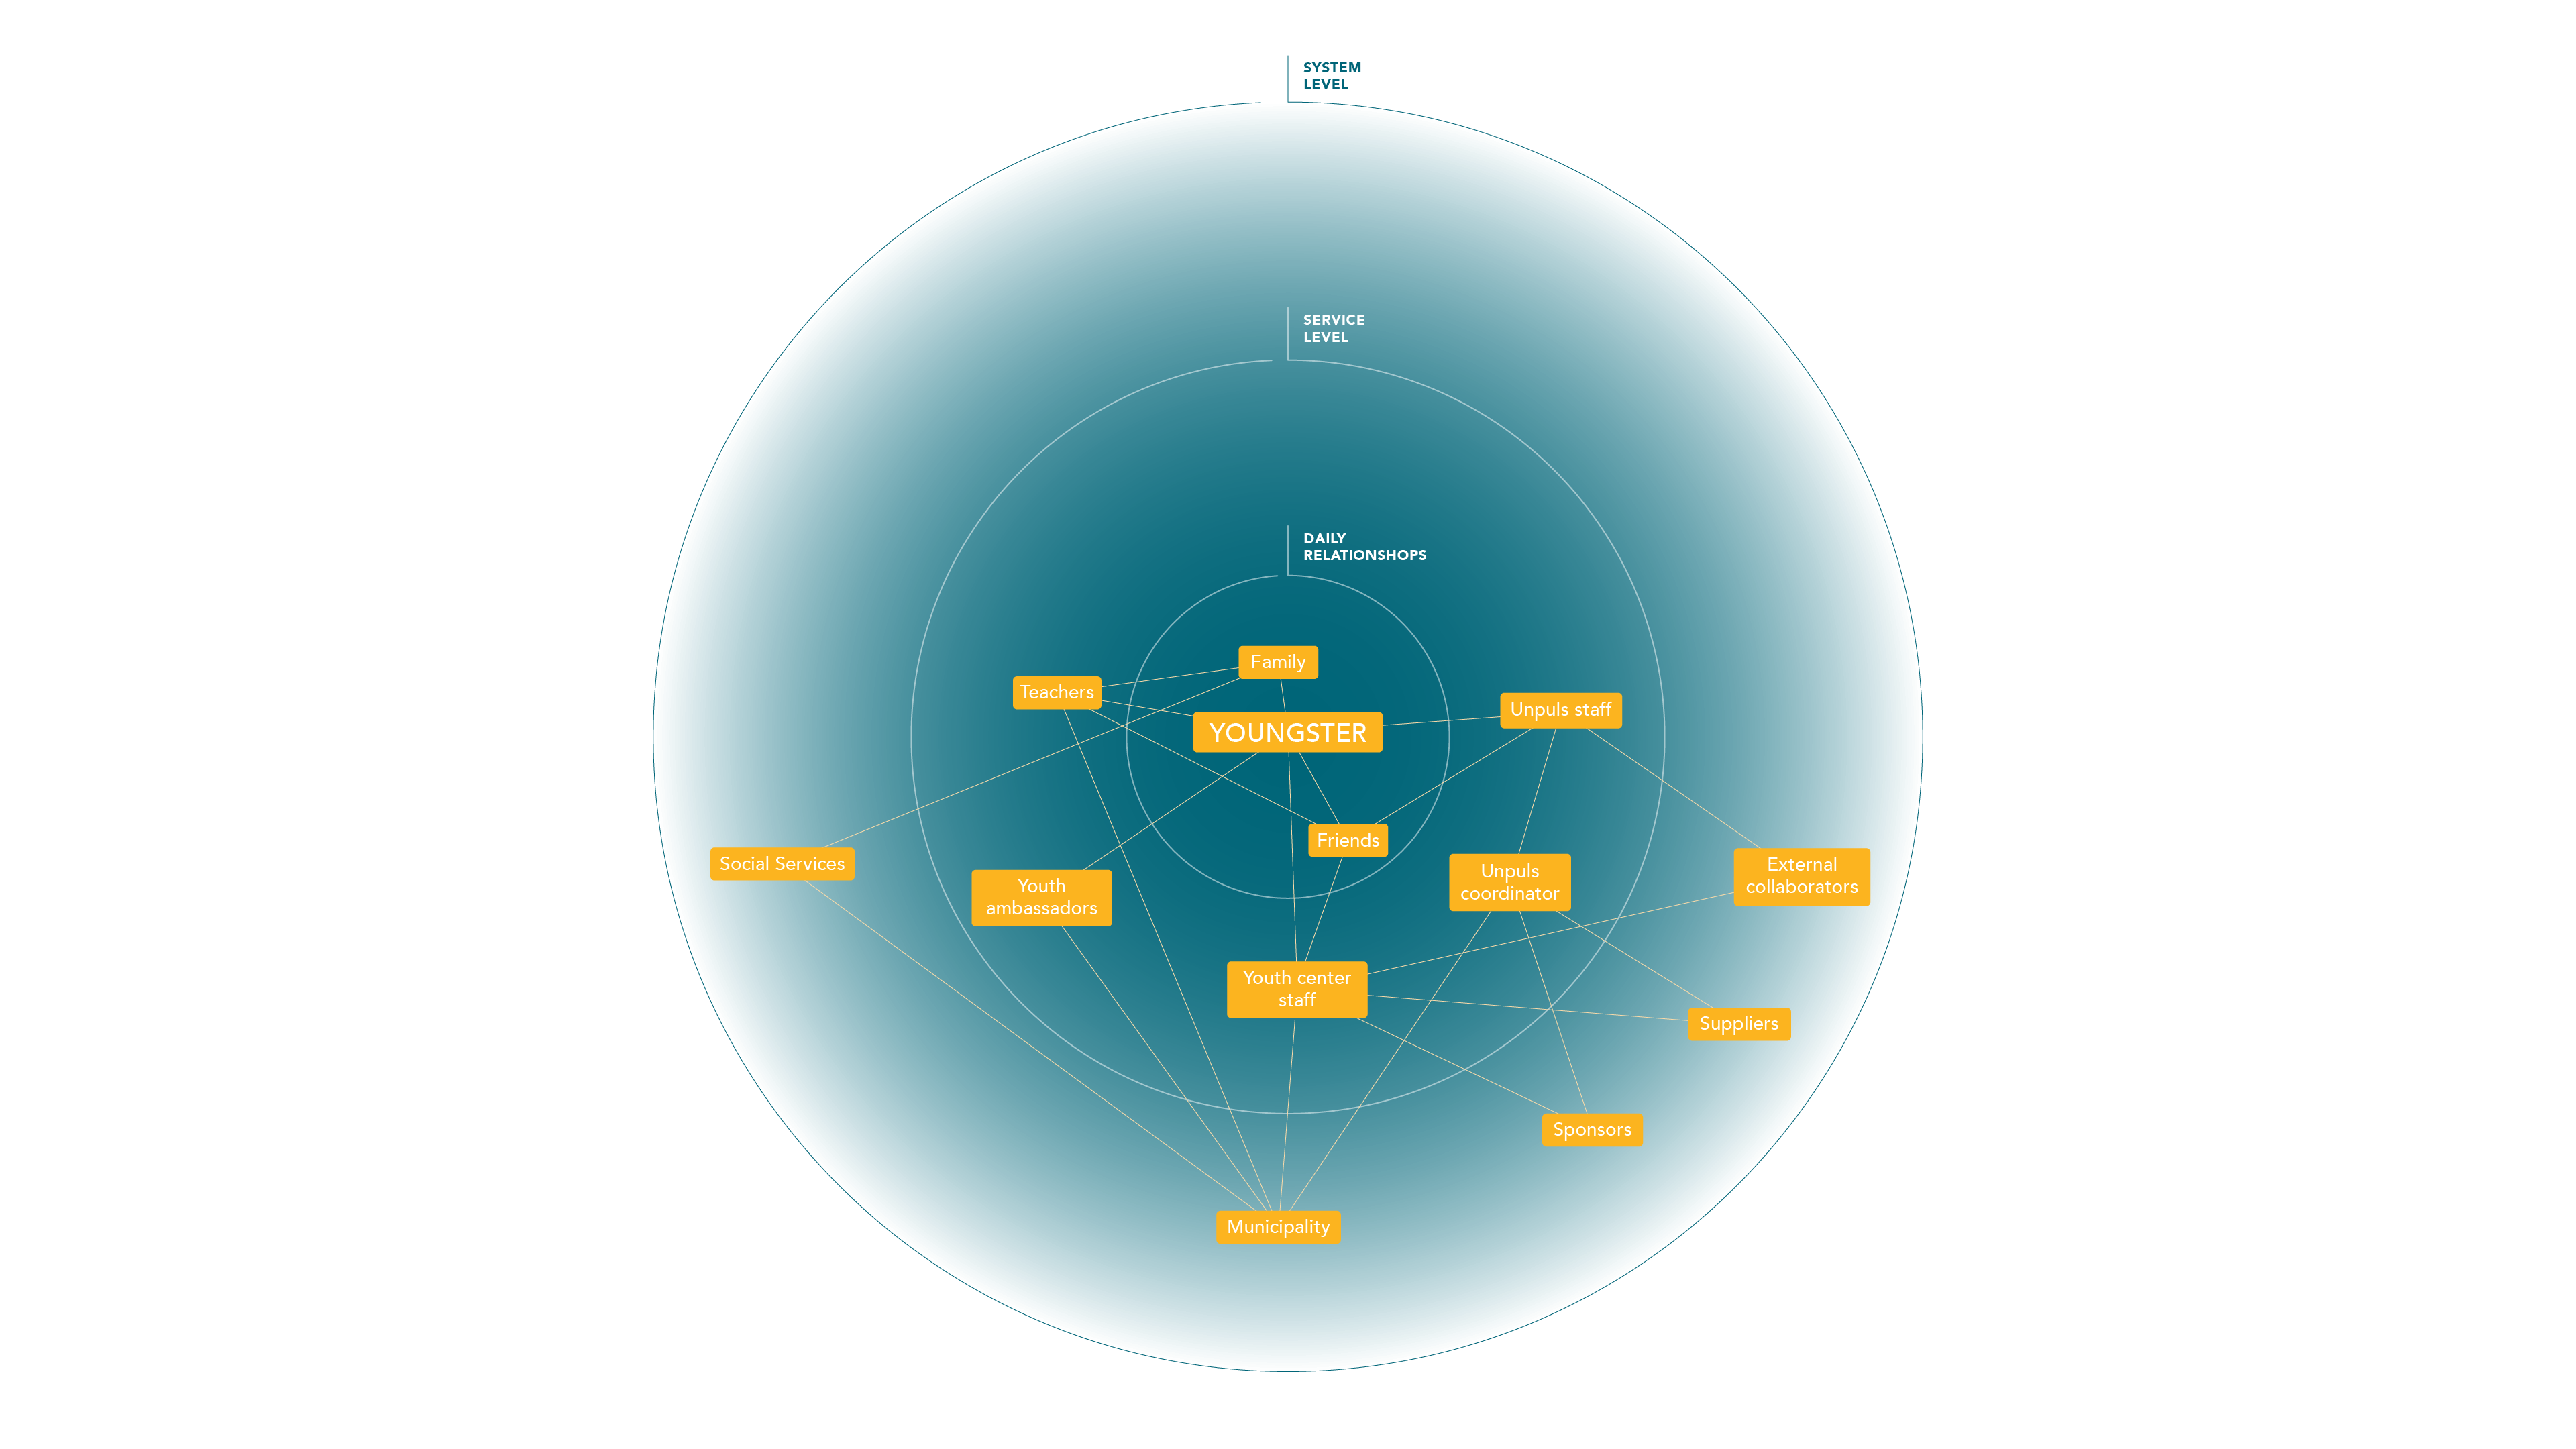 SYSTEM
LEVEL
SERVICE
LEVEL
DAILY
RELATIONSHOPS
Family
Teachers
Unpuls staff
YOUNGSTER
Friends
Social Services
Unpuls
coordinator
External
collaborators
Youth
ambassadors
Youth center
staff
Suppliers
Sponsors
Municipality